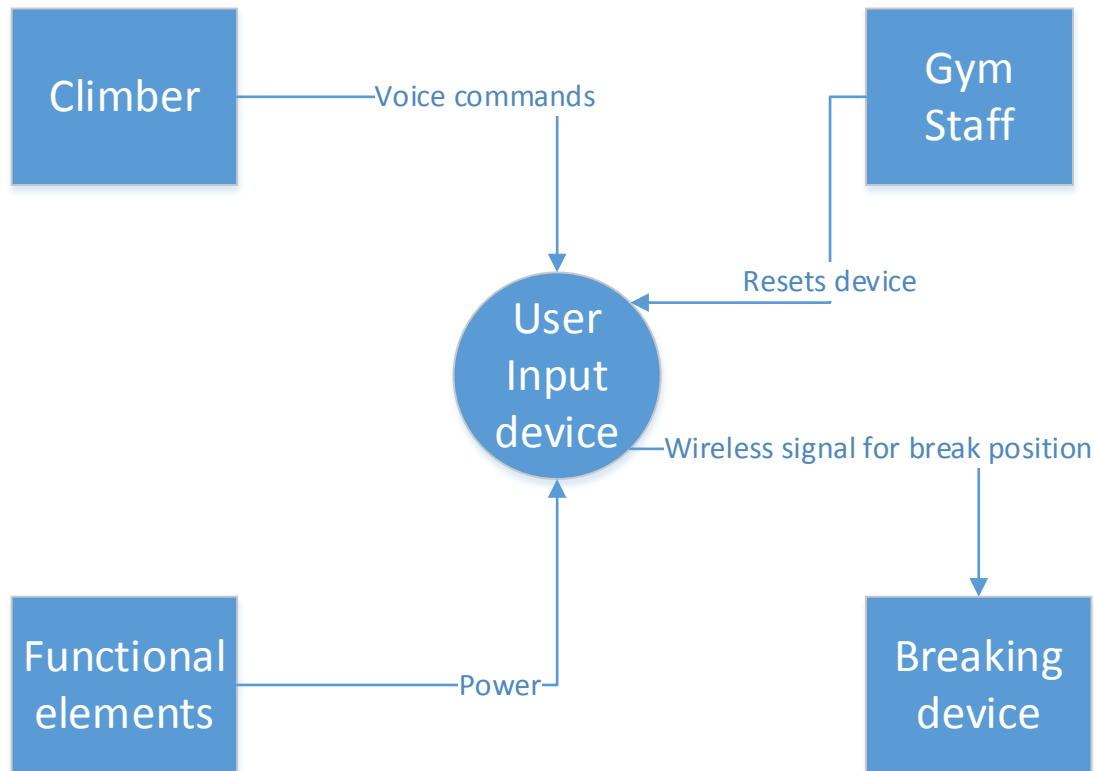 Climber
Voice commands
Gym
Staff
Resets device
User
Input
device
Wireless signal for break position
Functional
elements
Power
Breaking
device